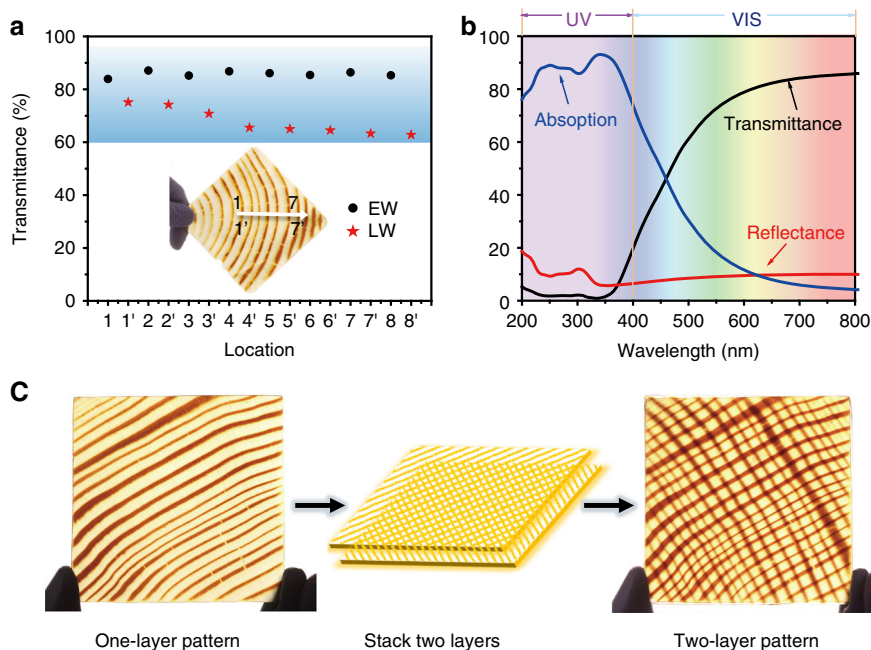 a
Transmittance (%)
100
80
60
40
20
0
1
7
1'
7'
EW
LW
1 1' 2 2' 3 3' 4 4' 5 5' 6 6' 7 7' 8 8'
Location
b
UV
VIS
100
80
60
40
20
0
Absoption
Transmittance
Reflectance
200 300 400 500 600 700 800
Wavelength (nm)
C
One-layer pattern
Stack two layers
Two-layer pattern